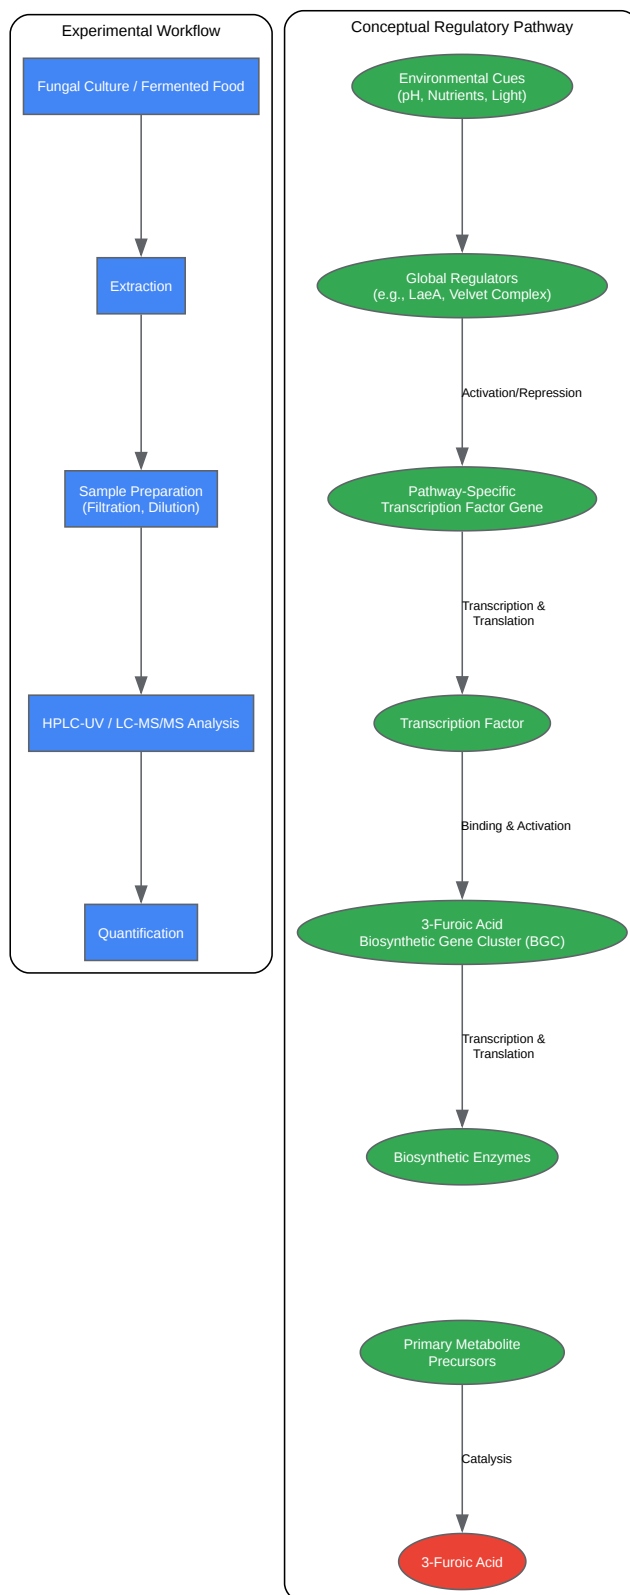 Experimental Workflow
Fungal Culture / Fermented Food
Extraction
Sample Preparation
(Filtration, Dilution)
HPLC-UV / LC-MS/MS Analysis
Quantification
Conceptual Regulatory Pathway
Environmental Cues
(pH, Nutrients, Light)
Global Regulators
(e.g., LaeA, Velvet Complex)
Activation/Repression
Pathway-Specific
Transcription Factor Gene
Transcription &
Translation
Transcription Factor
Binding & Activation
3-Furoic Acid
Biosynthetic Gene Cluster (BGC)
Transcription &
Translation
Biosynthetic Enzymes
Primary Metabolite
Precursors
Catalysis
3-Furoic Acid